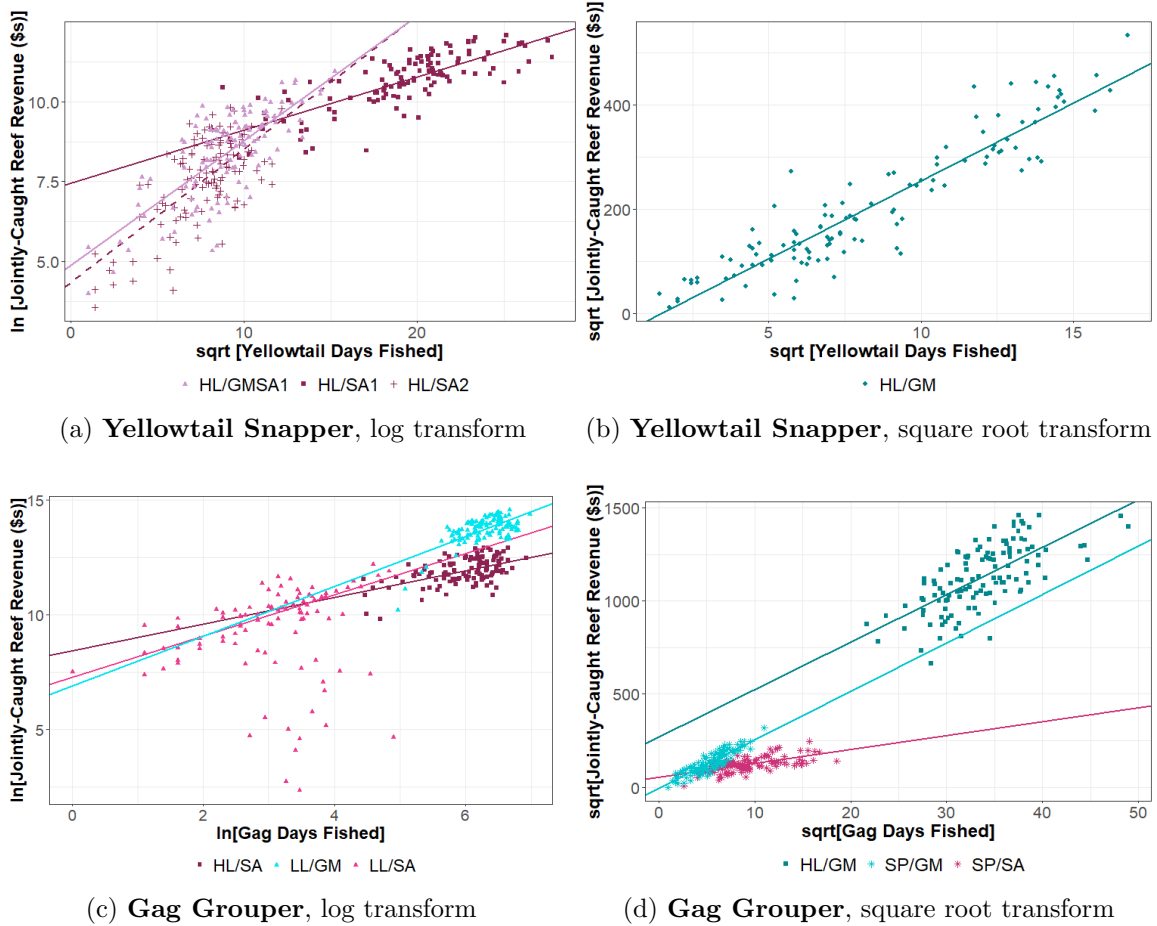 ln [Jointly-Caught Reef Revenue ($s)]
10.0
7.5
5.0
0
10
20
sqrt [Yellowtail Days Fished]
HL/GMSA1 HL/SA1 HL/SA2
(a) Yellowtail Snapper, log transform
sqrt [Jointly-Caught Reef Revenue ($s)]
400
200
0
5
10
15
sqrt [Yellowtail Days Fished]
HL/GM
(b) Yellowtail Snapper, square root transform
ln[Jointly-Caught Reef Revenue ($s)]
15
10
5
0
2
4
6
ln[Gag Days Fished]
HL/SA LL/GM LL/SA
(c) Gag Grouper, log transform
sqrt[Jointly-Caught Reef Revenue ($s)]
1500
1000
500
0
0
10
20
30
40
50
sqrt[Gag Days Fished]
HL/GM SP/GM SP/SA
(d) Gag Grouper, square root transform